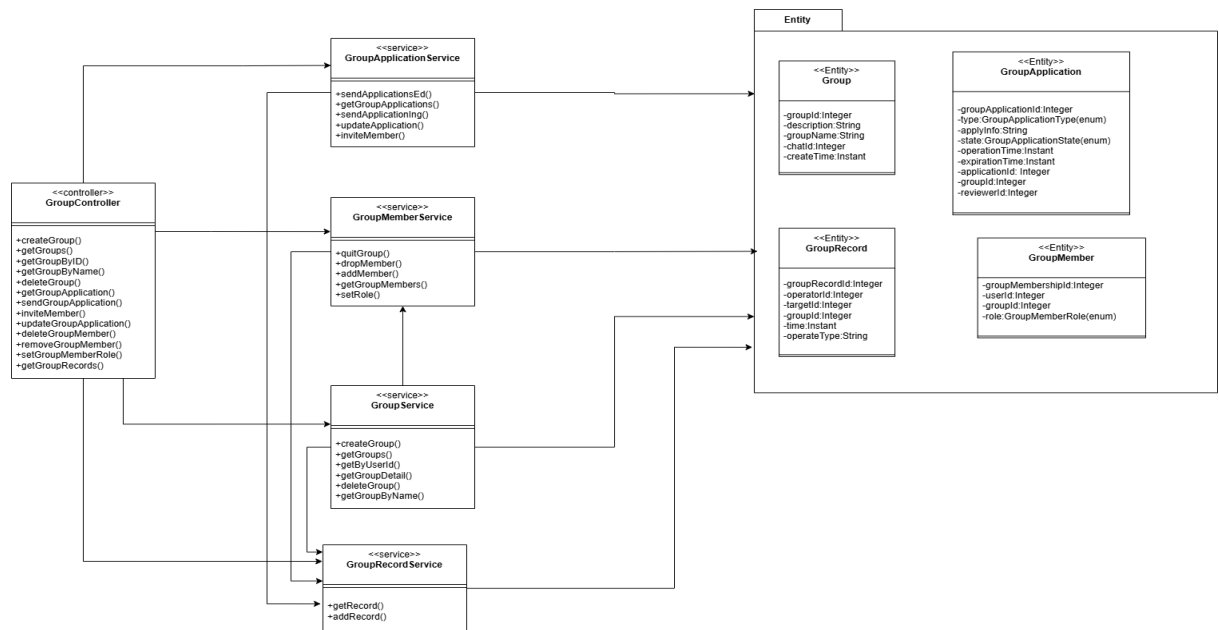 Entity
<<service>>
GroupApplicationService
+sendApplicationsEd()
+getGroupApplications()
+sendApplicationIng()
+updateApplication()
+inviteMember()
<<Entity>>
Group
-groupId:Integer
-description:String
-groupName:String
-chatId:Integer
-createTime:Instant
<<Entity>>
GroupApplication
-groupApplicationId:Integer
-type:GroupApplicationType(enum)
-applyInfo:String
-state:GroupApplicationState(enum)
-operationTime:Instant
-expirationTime:Instant
-applicationId: Integer
-groupId:Integer
-reviewerId:Integer
<<controller>>
GroupController
+createGroup()
+getGroups()
+getGroupByID()
+getGroupByName()
+deleteGroup()
+getGroupApplication()
+sendGroupApplication()
+inviteMember()
+updateGroupApplication()
+deleteGroupMember()
+removeGroupMember()
+setGroupMemberRole()
+getGroupRecords()
<<service>>
GroupMemberService
+quitGroup()
+dropMember()
+addMember()
+getGroupMembers()
+setRole()
<<Entity>>
GroupRecord
-groupRecordId:Integer
-operatorId:Integer
-targetId:Integer
-groupId:Integer
-time:Instant
-operateType:String
<<Entity>>
GroupMember
-groupMembershipId:Integer
-userId:Integer
-groupId:Integer
-role:GroupMemberRole(enum)
<<service>>
GroupService
+createGroup()
+getGroups()
+getByUserId()
+getGroupDetail()
+deleteGroup()
+getGroupByName()
<<service>>
GroupRecordService
+getRecord()
+addRecord()